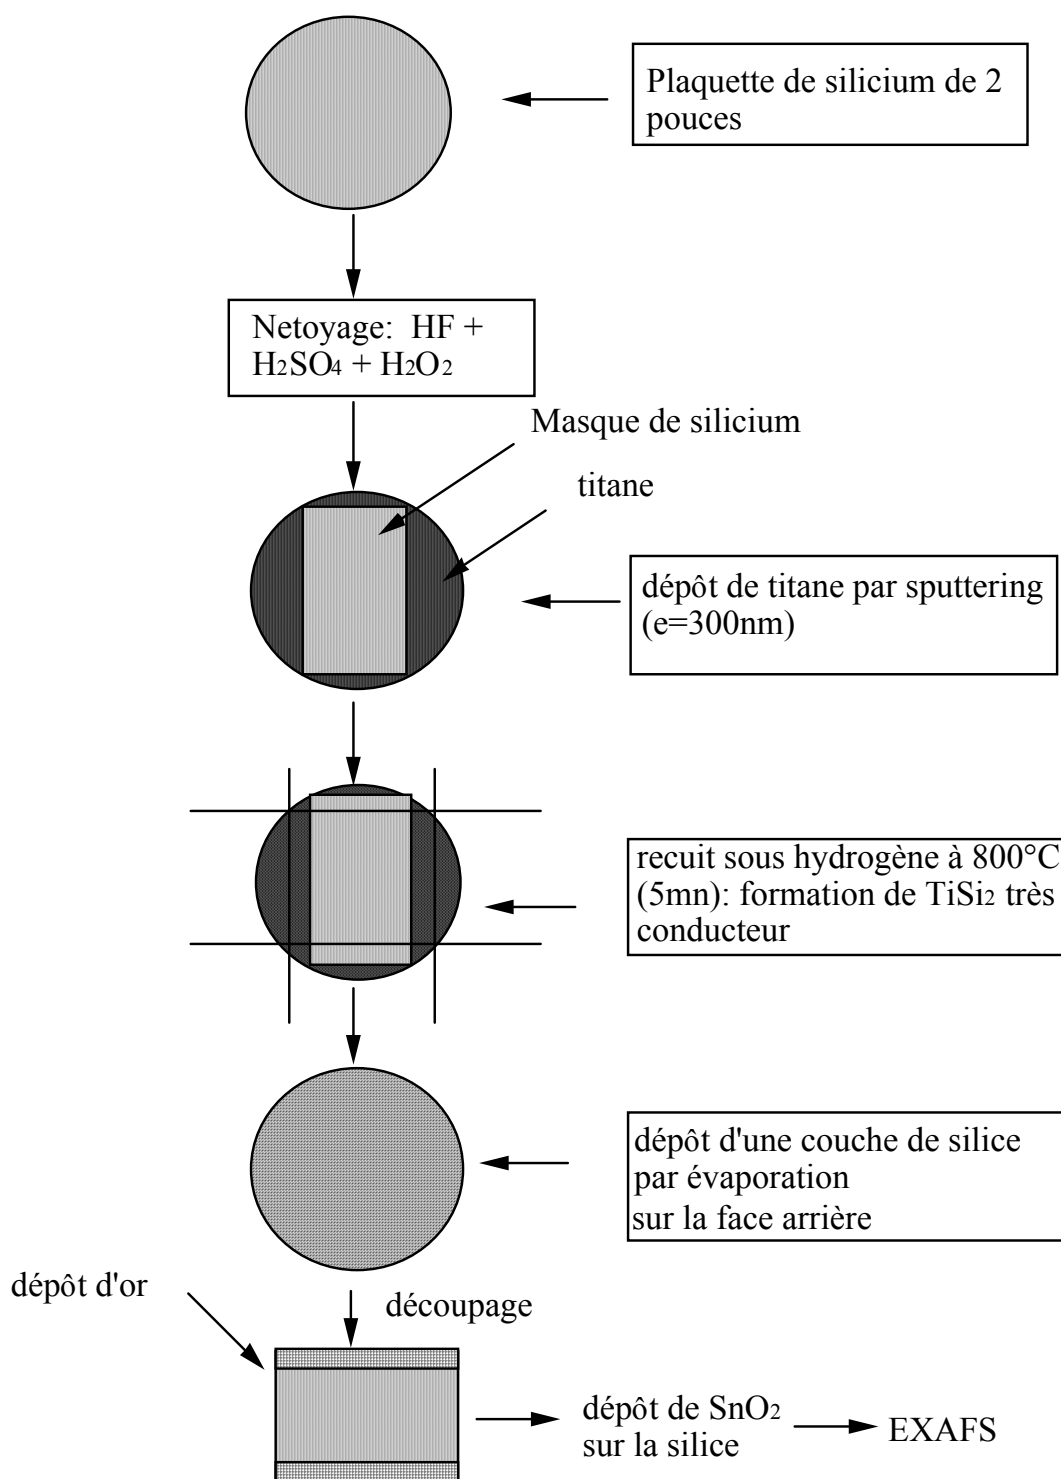 Plaquette de silicium de 2
pouces
Netoyage:  HF +
H2SO4 + H2O2
Masque de silicium
titane
dépôt de titane par sputtering
(e=300nm)
recuit sous hydrogène à 800°C
(5mn): formation de TiSi2 très
conducteur
dépôt d'une couche de silice
par évaporation
sur la face arrière
dépôt d'or
découpage
dépôt de SnO2
sur la silice
EXAFS